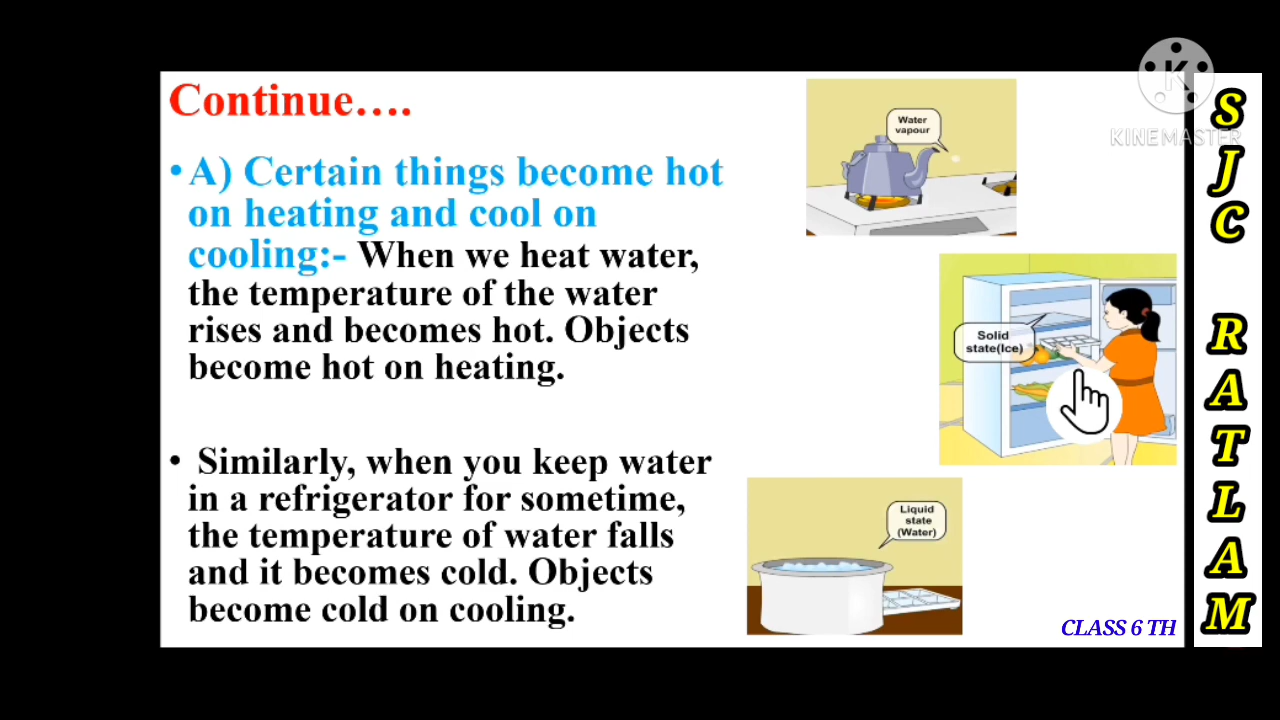 Continue….
• A) Certain things become hot
on heating and cool on
cooling:- When we heat water,
the temperature of the water
rises and becomes hot. Objects
become hot on heating.
• Similarly, when you keep water
in a refrigerator for sometime,
the temperature of water falls
and it becomes cold. Objects
become cold on cooling.
Water
vapour
Solid
state(Ice)
Liquid
state
(Water)
CLASS 6 TH
K
KINEMASTER
SJC RATLAM